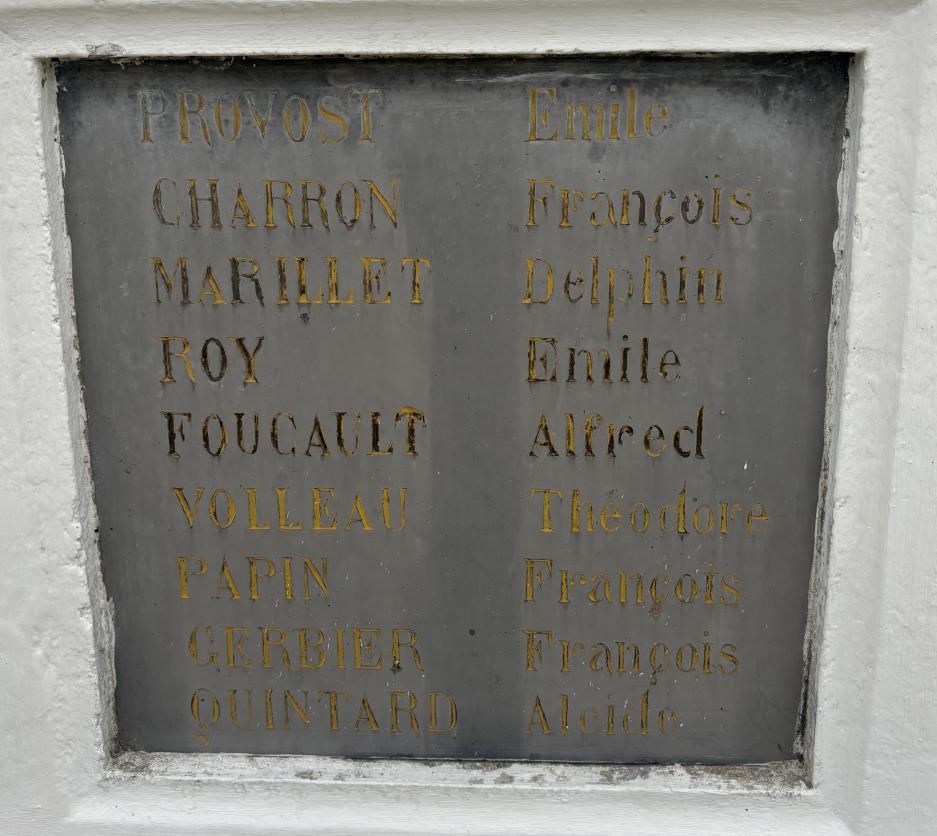 PROVOST Emile
CHARRON François
MARILLET Delphin
ROY Emile
FOUCAULT Alfred
VOLLEAU Théodore
PAPIN François
GERBIER François
QUINTARD Alcide